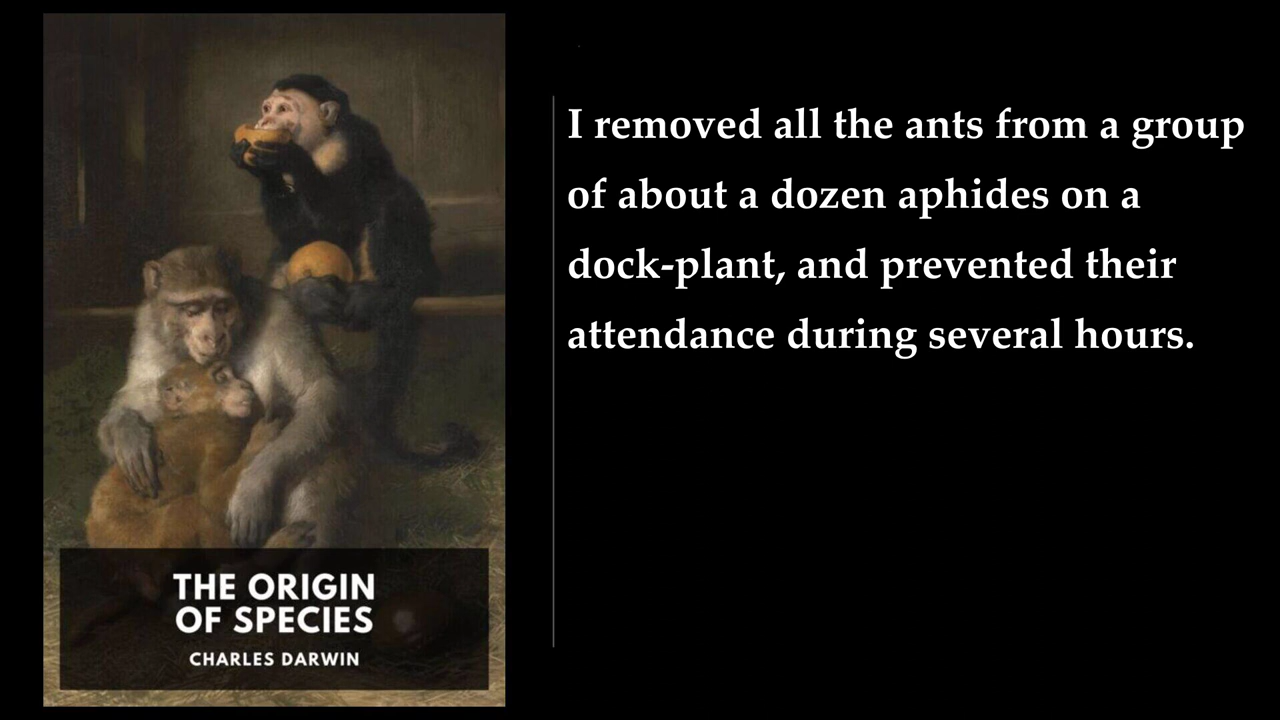 THE ORIGIN
OF SPECIES
CHARLES DARWIN
I removed all the ants from a group
of about a dozen aphides on a
dock-plant, and prevented their
attendance during several hours.